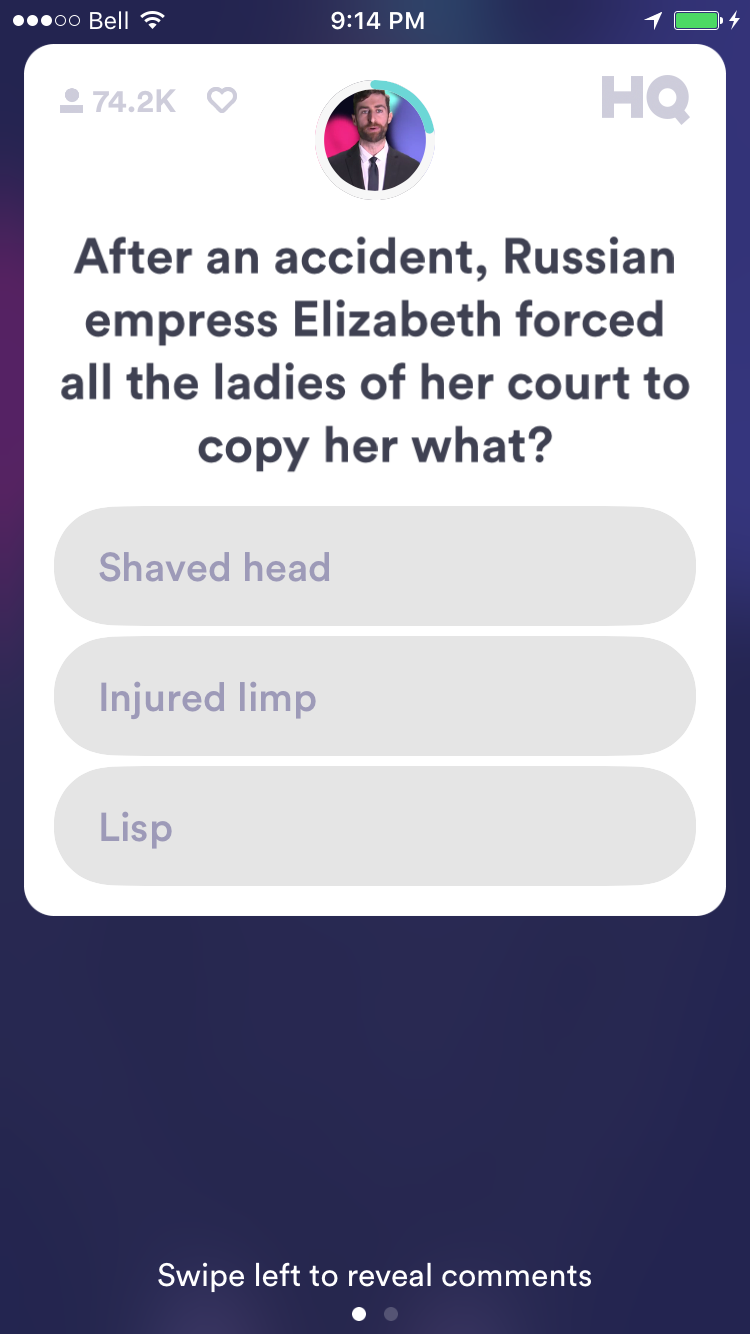 Bell 9:14 PM
74.2K HQ
After an accident, Russian
empress Elizabeth forced
all the ladies of her court to
copy her what?
Shaved head
Injured limp
Lisp
Swipe left to reveal comments